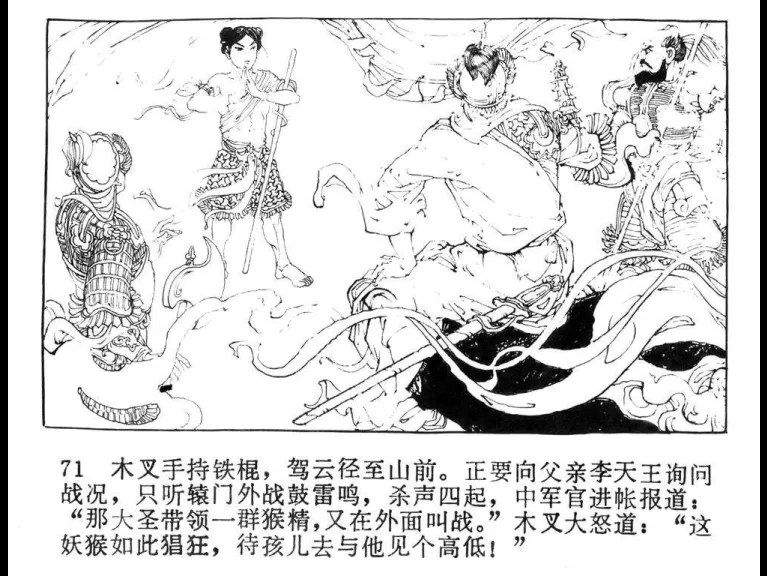 71 木叉手持铁棍，驾云径至山前。正要向父亲李天王询问
战况，只听辕门外战鼓雷鸣，杀声四起，中军官进帐报道：
“那大圣带领一群猴精，又在外面叫战。”木叉大怒道：“这
妖猴如此猖狂，待孩儿去与他见个高低！”